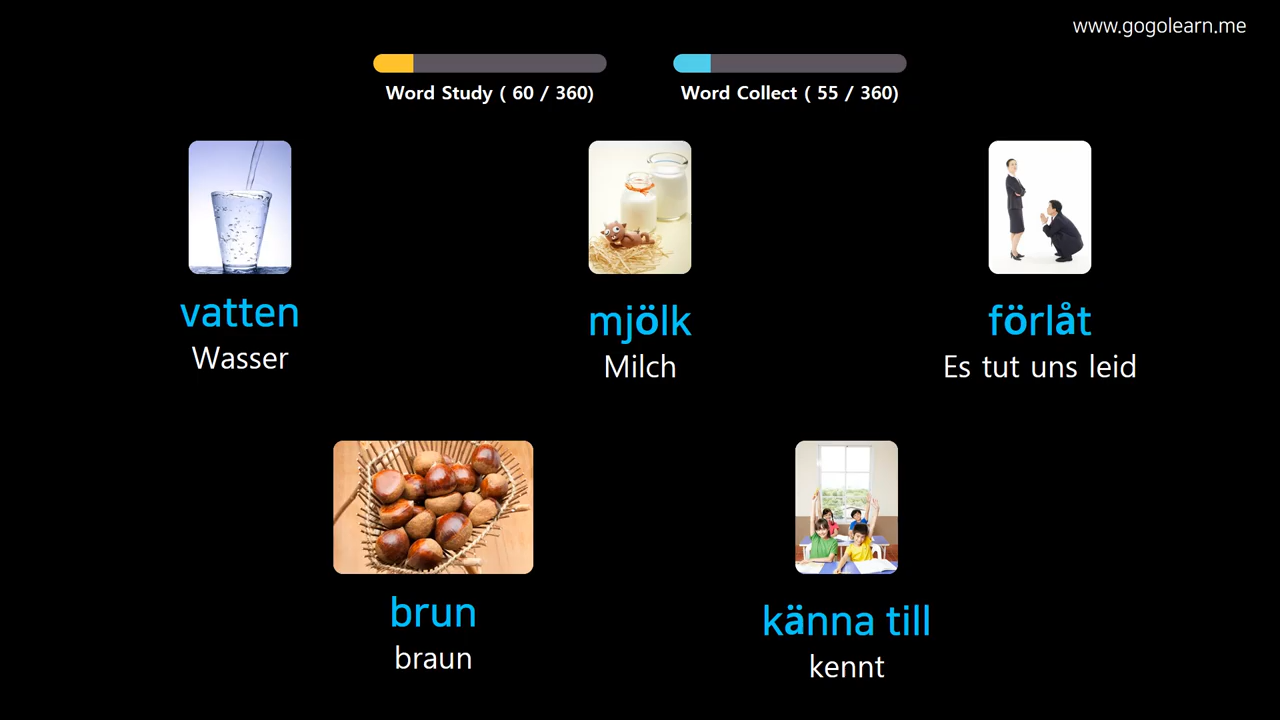 www.gogolearn.me
Word Study ( 60 / 360)
Word Collect ( 55 / 360)
vatten
Wasser
mjölk
Milch
förlåt
Es tut uns leid
brun
braun
känna till
kennt